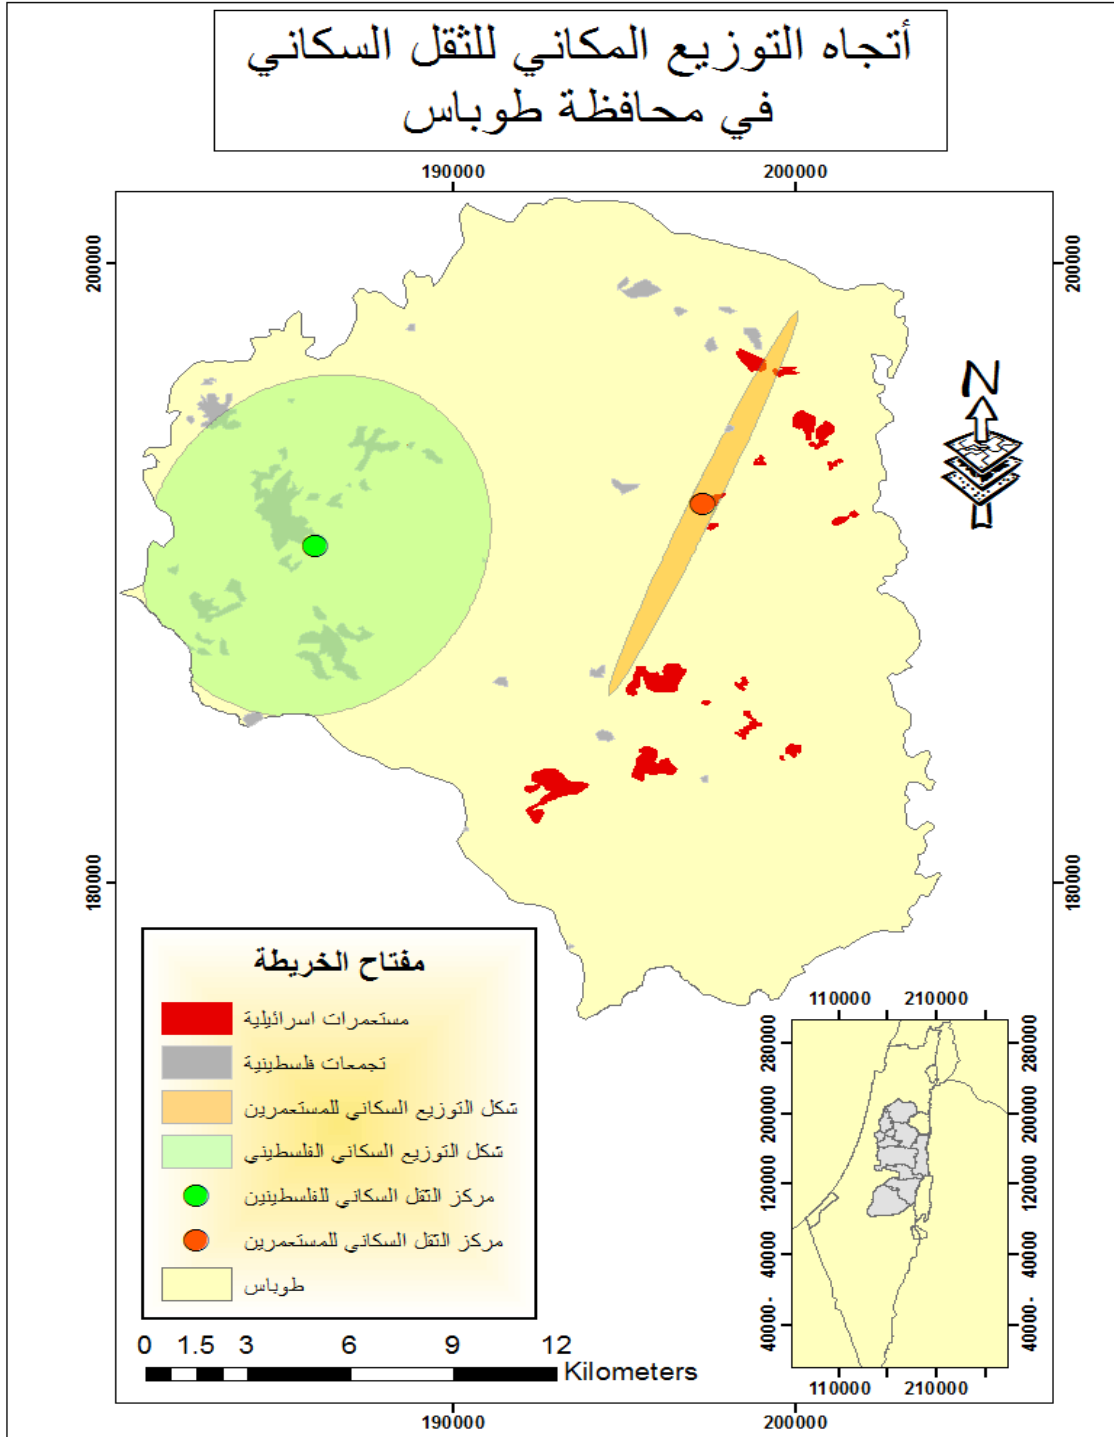 أتجاه التوزيع المكاني للثقل السكاني
في محافظة طوباس
190000 200000
200000 200000
N
180000 180000
مفتاح الخريطة
مستعمرات اسرائيلية
تجمعات فلسطينية
شكل التوزيع السكاني للمستعمرين
شكل التوزيع السكاني الفلسطيني
مركز الثقل السكاني للفلسطينين
مركز الثقل السكاني للمستعمرين
طوباس
0 1.5 3 6 9 12
Kilometers
190000 200000
110000 210000
280000 280000
200000 200000
120000 120000
40000 40000
40000- 40000-
110000 210000